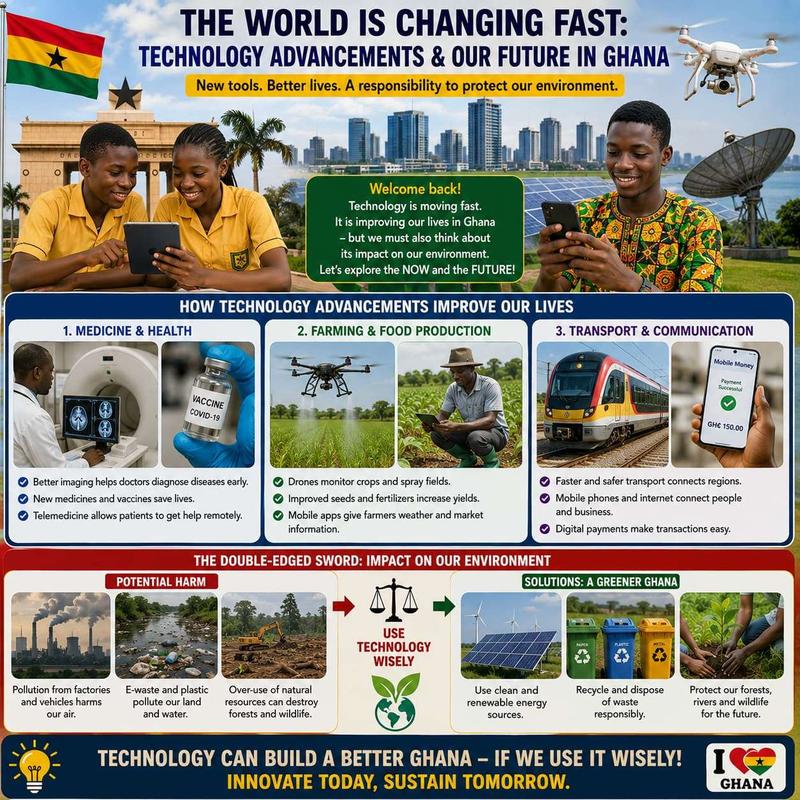 THE WORLD IS CHANGING FAST:
TECHNOLOGY ADVANCEMENTS & OUR FUTURE IN GHANA
New tools. Better lives. A responsibility to protect our environment.
Welcome back!
Technology is moving fast.
It is improving our lives in Ghana
– but we must also think about
its impact on our environment.
Let's explore the NOW and the FUTURE!
HOW TECHNOLOGY ADVANCEMENTS IMPROVE OUR LIVES
1. MEDICINE & HEALTH
VACCINE
COVID-19
Better imaging helps doctors diagnose diseases early.
New medicines and vaccines save lives.
Telemedicine allows patients to get help remotely.
2. FARMING & FOOD PRODUCTION
Drones monitor crops and spray fields.
Improved seeds and fertilizers increase yields.
Mobile apps give farmers weather and market
information.
3. TRANSPORT & COMMUNICATION
Mobile Money
Payment
Successful
GH¢ 150.00
Faster and safer transport connects regions.
Mobile phones and internet connect people
and business.
Digital payments make transactions easy.
THE DOUBLE-EDGED SWORD: IMPACT ON OUR ENVIRONMENT
POTENTIAL HARM
Pollution from factories
and vehicles harms
our air.
E-waste and plastic
pollute our land
and water.
Over-use of natural
resources can destroy
forests and wildlife.
USE
TECHNOLOGY
WISELY
SOLUTIONS: A GREENER GHANA
PAPER
PLASTIC
METAL
Use clean and
renewable energy
sources.
Recycle and dispose
of waste
responsibly.
Protect our forests,
rivers and wildlife
for the future.
TECHNOLOGY CAN BUILD A BETTER GHANA – IF WE USE IT WISELY!
INNOVATE TODAY, SUSTAIN TOMORROW.
I
GHANA